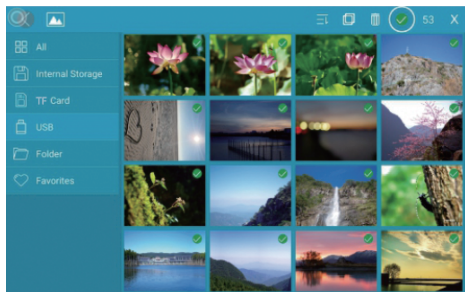 53 X
All
Internal Storage
TF Card
USB
Folder
Favorites